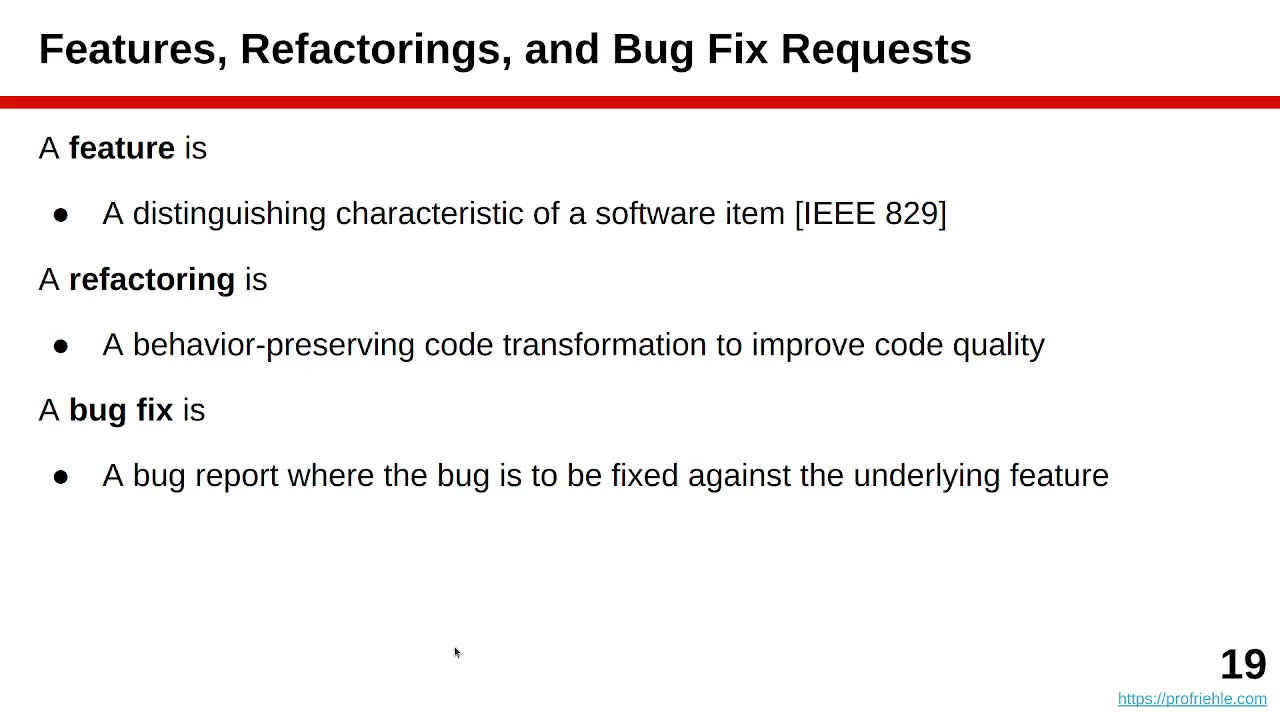 Features, Refactorings, and Bug Fix Requests
A feature is
● A distinguishing characteristic of a software item [IEEE 829]
A refactoring is
● A behavior-preserving code transformation to improve code quality
A bug fix is
● A bug report where the bug is to be fixed against the underlying feature
19
https://profriehle.com